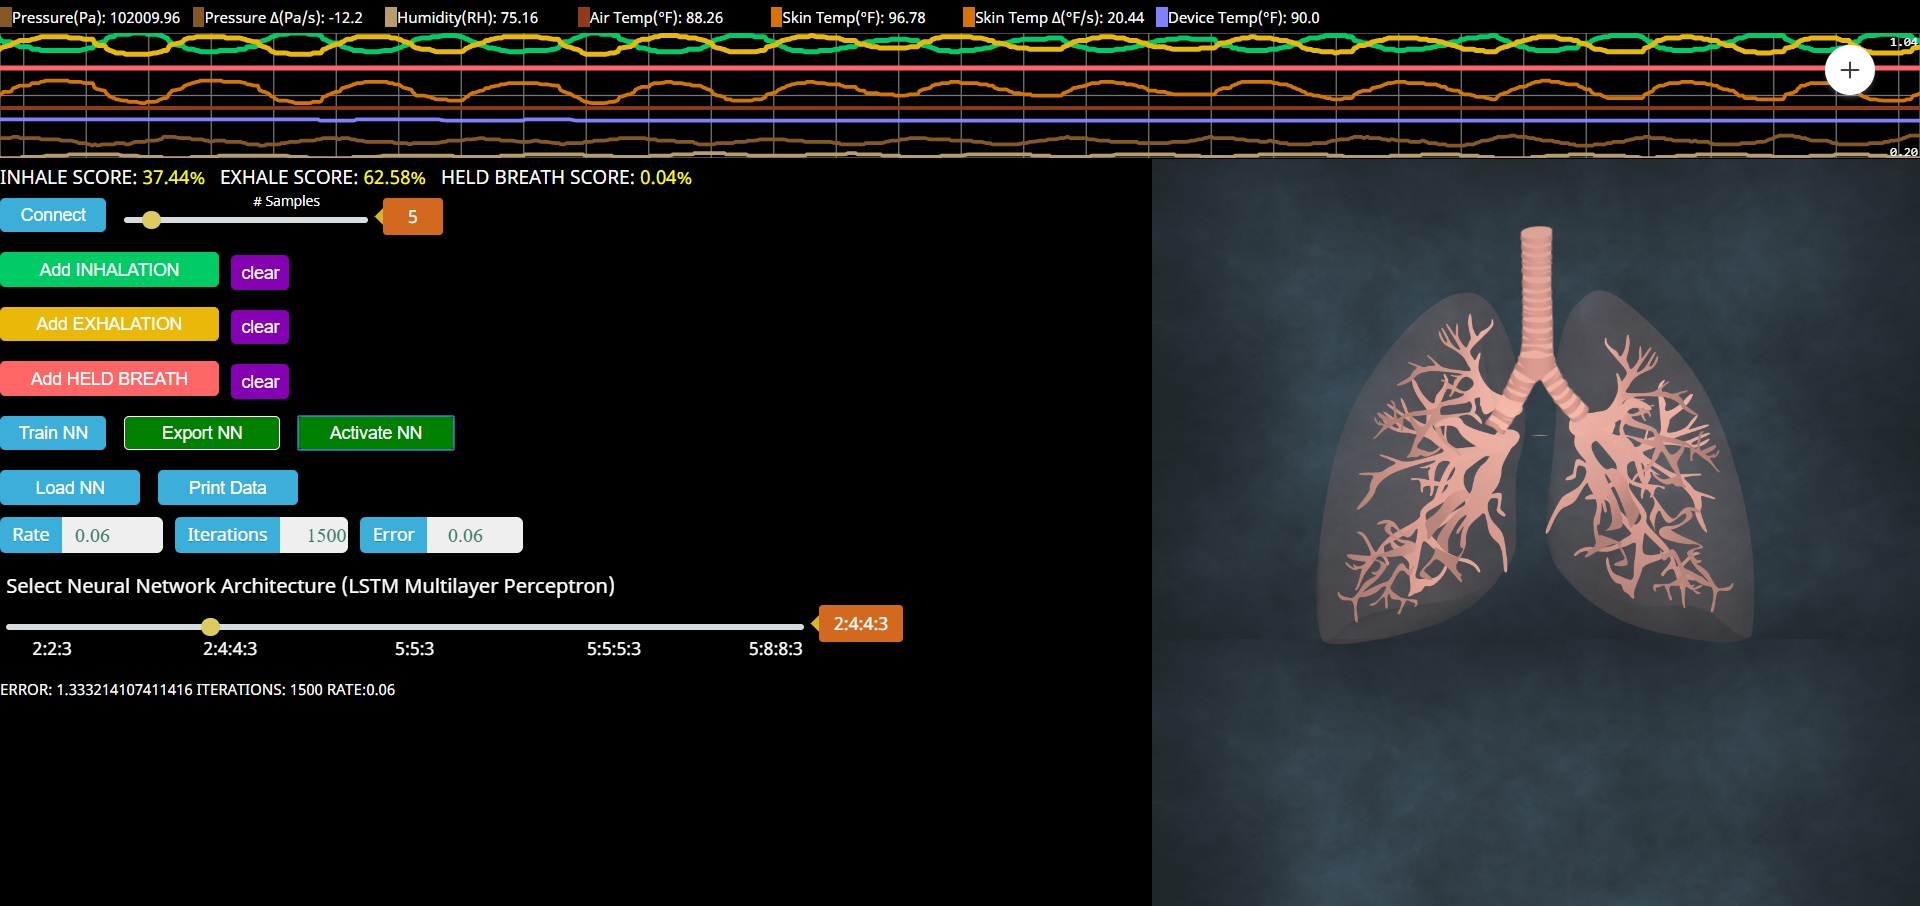 Pressure(Pa): 102009.96 Pressure Δ(Pa/s): -12.2 Humidity(RH): 75.16 Air Temp(°F): 88.26 Skin Temp(°F): 96.78 Skin Temp Δ(°F/s): 20.44 Device Temp(°F): 90.0
1.04
0.20
INHALE SCORE: 37.44% EXHALE SCORE: 62.58% HELD BREATH SCORE: 0.04%
# Samples
Connect 5
Add INHALATION clear
Add EXHALATION clear
Add HELD BREATH clear
Train NN Export NN Activate NN
Load NN Print Data
Rate 0.06 Iterations 1500 Error 0.06
Select Neural Network Architecture (LSTM Multilayer Perceptron)
2:4:4:3
2:2:3 2:4:4:3 5:5:3 5:5:5:3 5:8:8:3
ERROR: 1.333214107411416 ITERATIONS: 1500 RATE:0.06